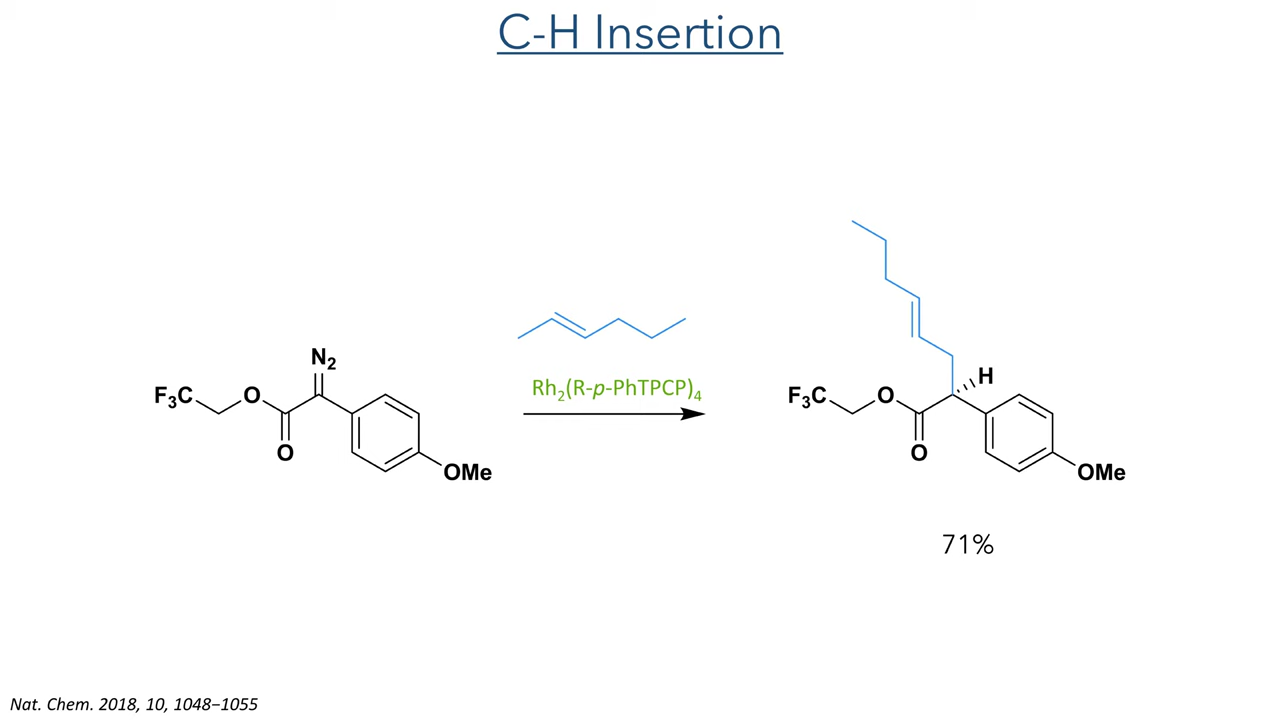 C-H Insertion
Rh₂(R-p-PhTPCP)₄
N₂
F₃C
O
O
OMe
H
F₃C
O
O
OMe
71%
Nat. Chem. 2018, 10, 1048–1055